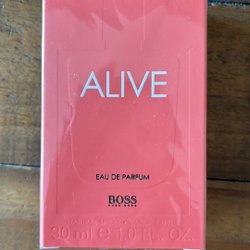 ALIVE
EAU DE PARFUM
BOSS
HUGO BOSS
30 ml e 1.0 FL. OZ.